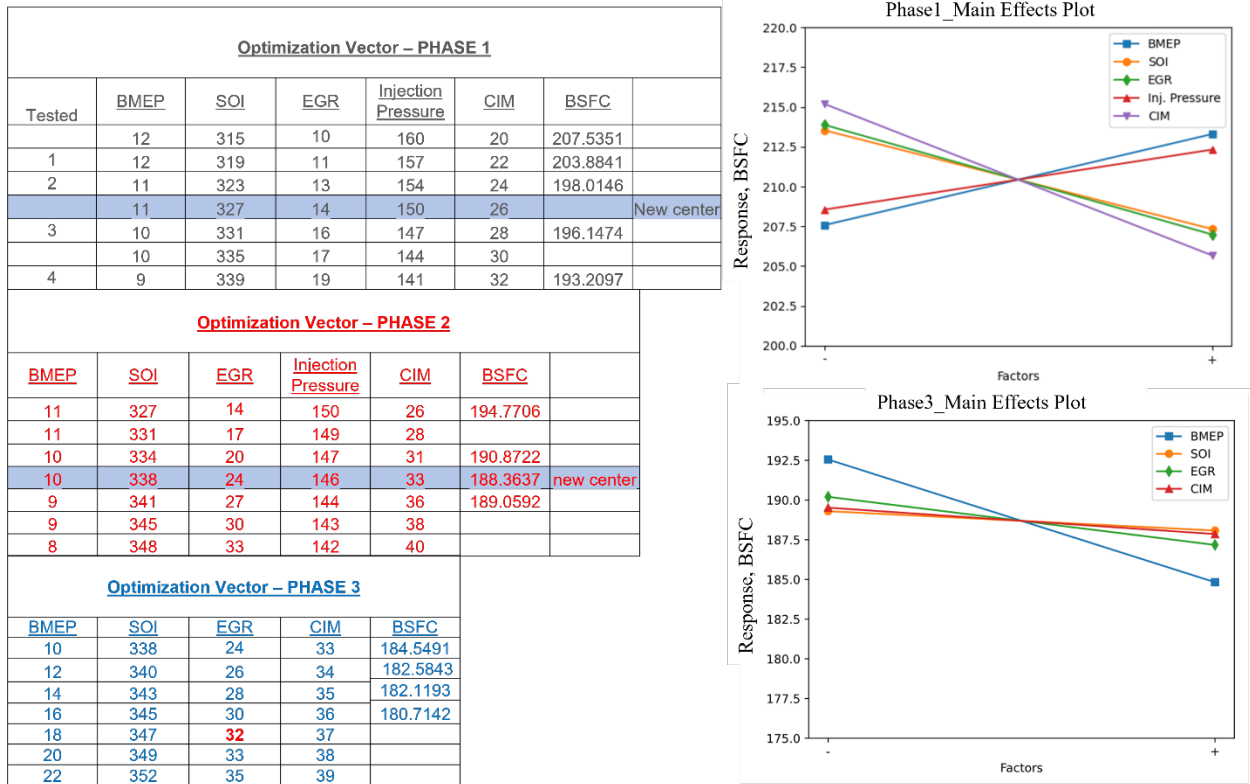 Optimization Vector – PHASE 1
Tested BMEP SOI EGR Injection Pressure CIM BSFC
12 315 10 160 20 207.5351
1 12 319 11 157 22 203.8841
2 11 323 13 154 24 198.0146
11 327 14 150 26 New center
3 10 331 16 147 28 196.1474
10 335 17 144 30
4 9 339 19 141 32 193.2097
Optimization Vector – PHASE 2
BMEP SOI EGR Injection Pressure CIM BSFC
11 327 14 150 26 194.7706
11 331 17 149 28
10 334 20 147 31 190.8722
10 338 24 146 33 188.3637 new center
9 341 27 144 36 189.0592
9 345 30 143 38
8 348 33 142 40
Optimization Vector – PHASE 3
BMEP SOI EGR CIM BSFC
10 338 24 33 184.5491
12 340 26 34 182.5843
14 343 28 35 182.1193
16 345 30 36 180.7142
18 347 32 37
20 349 33 38
22 352 35 39
Phase1_Main Effects Plot
Response, BSFC
220.0
217.5
215.0
212.5
210.0
207.5
205.0
202.5
200.0
BMEP
SOI
EGR
Inj. Pressure
CIM
- +
Factors
Phase3_Main Effects Plot
Response, BSFC
195.0
192.5
190.0
187.5
185.0
182.5
180.0
177.5
175.0
BMEP
SOI
EGR
CIM
- +
Factors